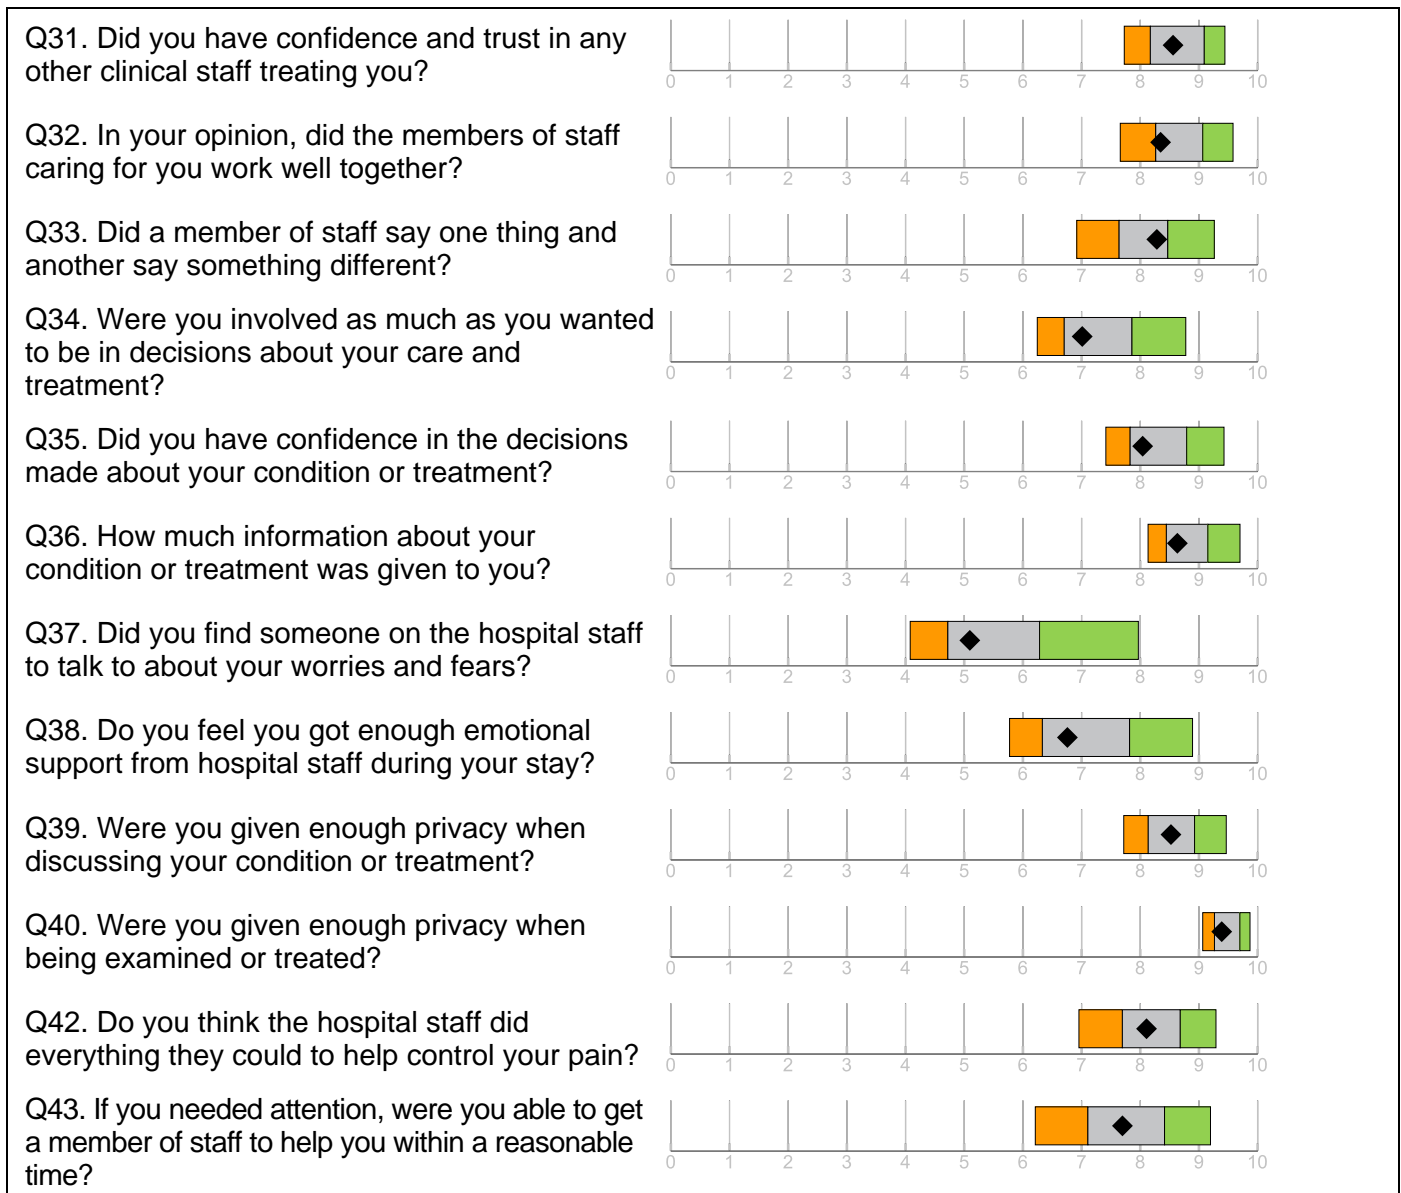 Q31. Did you have confidence and trust in any
other clinical staff treating you?
0 1 2 3 4 5 6 7 8 9 10
Q32. In your opinion, did the members of staff
caring for you work well together?
0 1 2 3 4 5 6 7 8 9 10
Q33. Did a member of staff say one thing and
another say something different?
0 1 2 3 4 5 6 7 8 9 10
Q34. Were you involved as much as you wanted
to be in decisions about your care and
treatment?
0 1 2 3 4 5 6 7 8 9 10
Q35. Did you have confidence in the decisions
made about your condition or treatment?
0 1 2 3 4 5 6 7 8 9 10
Q36. How much information about your
condition or treatment was given to you?
0 1 2 3 4 5 6 7 8 9 10
Q37. Did you find someone on the hospital staff
to talk to about your worries and fears?
0 1 2 3 4 5 6 7 8 9 10
Q38. Do you feel you got enough emotional
support from hospital staff during your stay?
0 1 2 3 4 5 6 7 8 9 10
Q39. Were you given enough privacy when
discussing your condition or treatment?
0 1 2 3 4 5 6 7 8 9 10
Q40. Were you given enough privacy when
being examined or treated?
0 1 2 3 4 5 6 7 8 9 10
Q42. Do you think the hospital staff did
everything they could to help control your pain?
0 1 2 3 4 5 6 7 8 9 10
Q43. If you needed attention, were you able to get
a member of staff to help you within a reasonable
time?
0 1 2 3 4 5 6 7 8 9 10